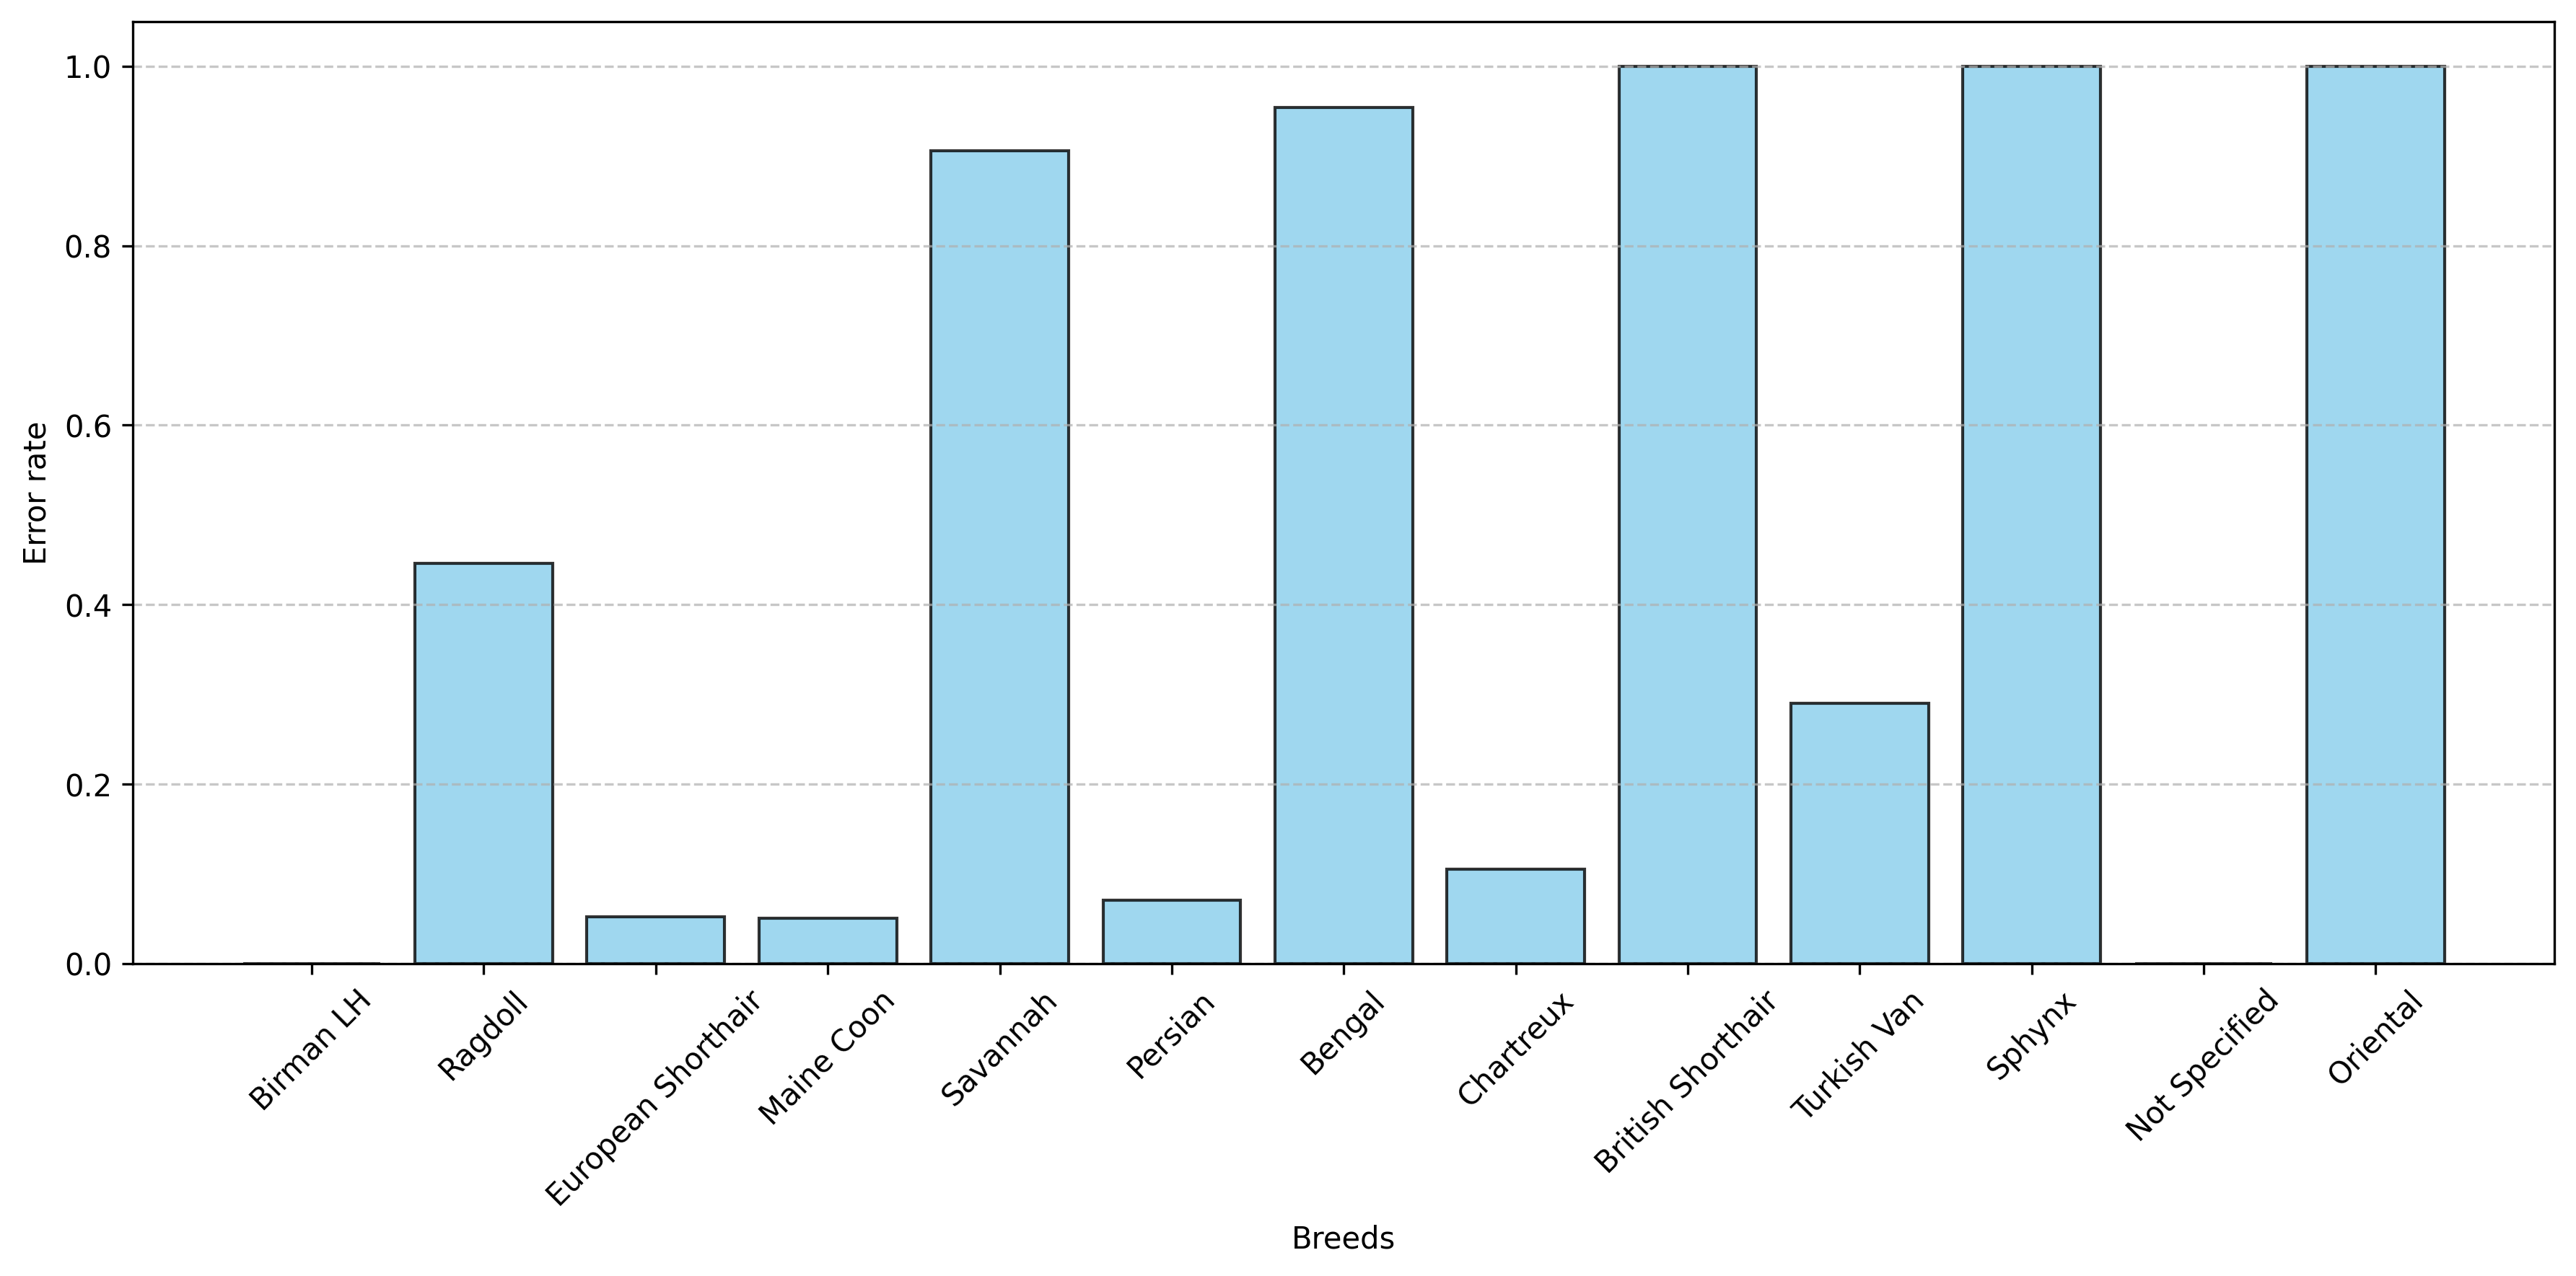 1.0
0.8
0.6
0.4
0.2
0.0
Error rate
Birman LH
Ragdoll
European Shorthair
Maine Coon
Savannah
Persian
Bengal
Chartreux
British Shorthair
Turkish Van
Sphynx
Not Specified
Oriental
Breeds